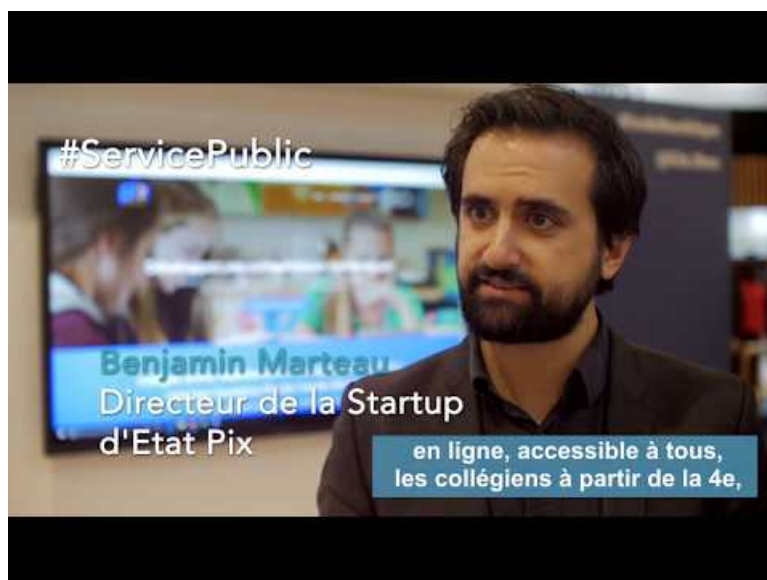 #ServicePublic
Benjamin Marteau
Directeur de la Startup
d'Etat Pix
en ligne, accessible à tous,
les collégiens à partir de la 4e,